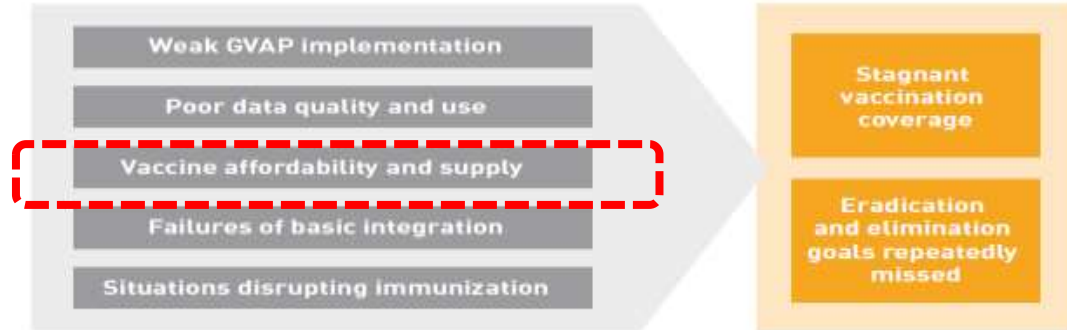 Weak GVAP implementation
Poor data quality and use
Vaccine affordability and supply
Failures of basic integration
Situations disrupting immunization
Stagnant
vaccination
coverage
Eradication
and elimination
goals repeatedly
missed